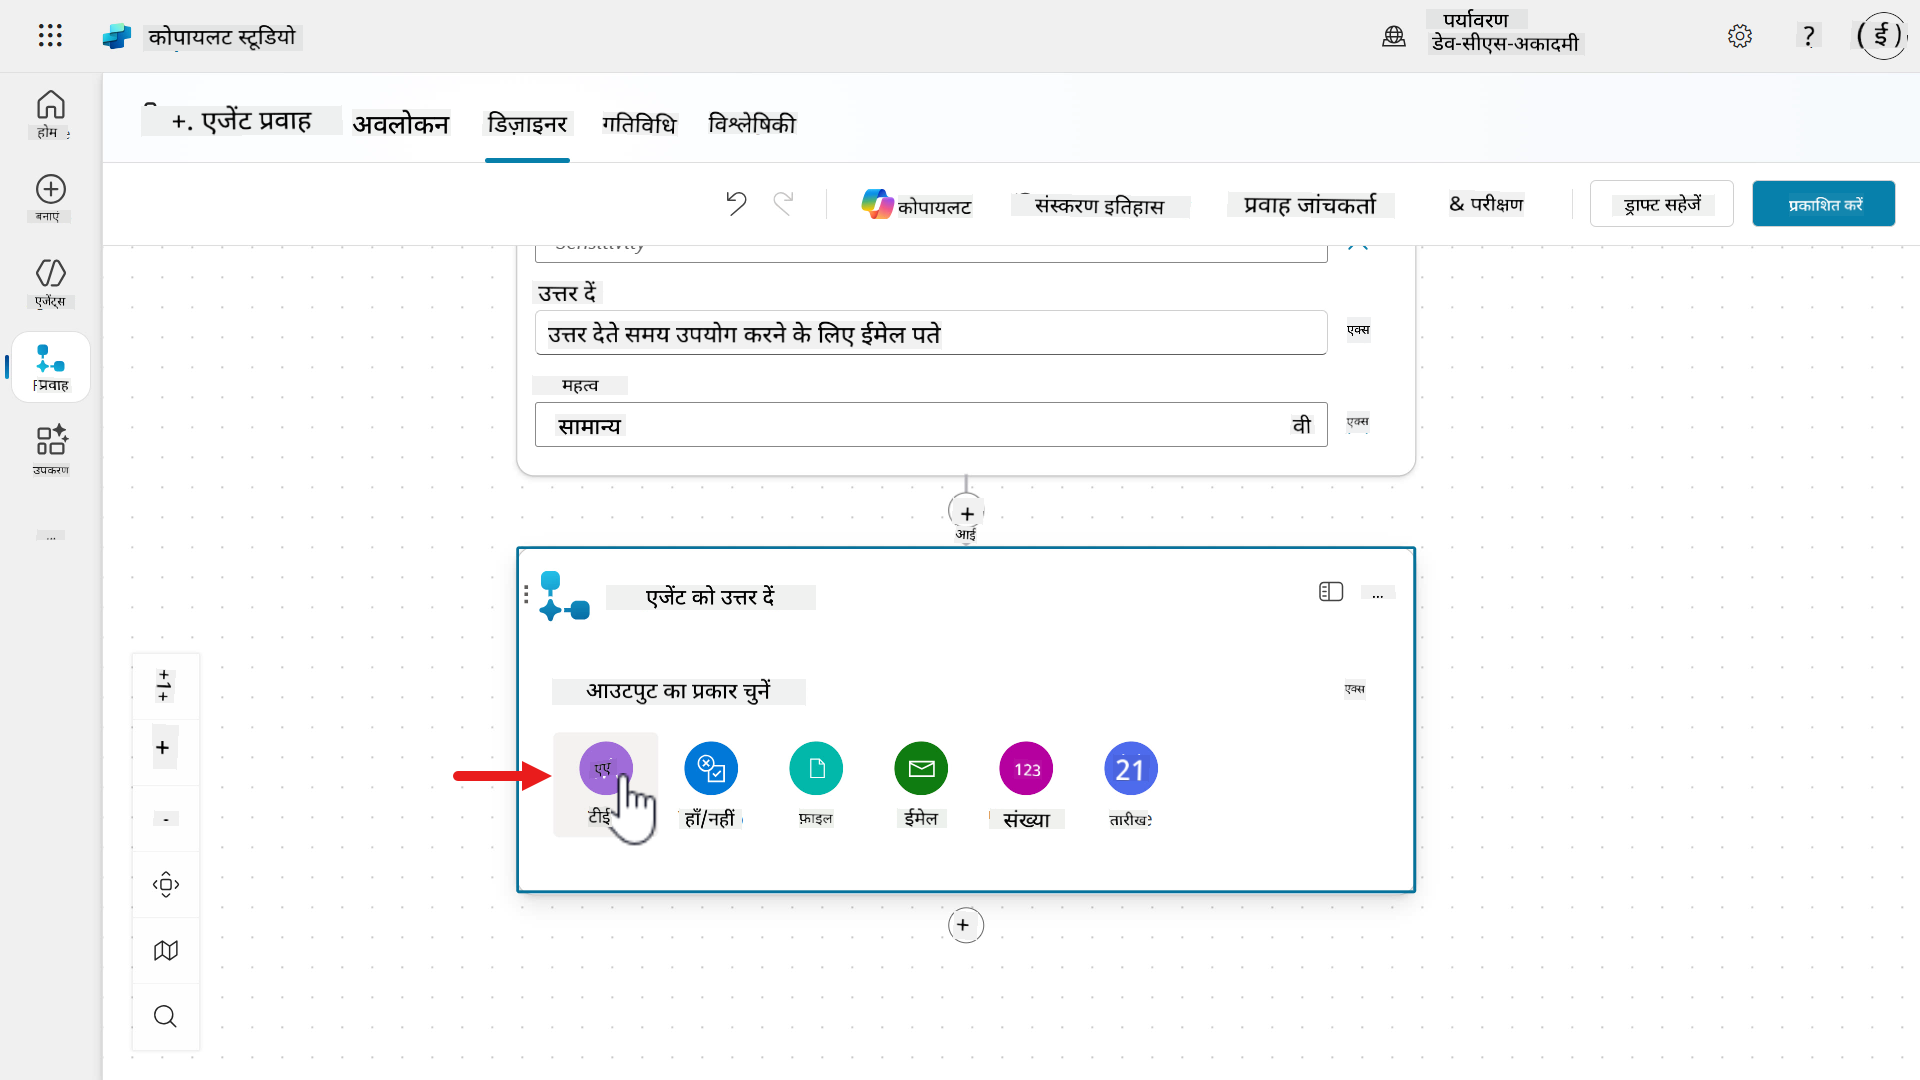 कोपायलट स्टूडियो
पर्यावरण
डेव-सीएस-अकादमी
?
( ई )
होम
बनाएं
एजेंट्स
प्रवाह
उपकरण
...
+. एजेंट प्रवाह
अवलोकन
डिज़ाइनर
गतिविधि
विश्लेषिकी
कोपायलट
संस्करण इतिहास
प्रवाह जांचकर्ता
& परीक्षण
ड्राफ्ट सहेजें
प्रकाशित करें
Sensitivity
उत्तर दें
उत्तर देते समय उपयोग करने के लिए ईमेल पते
एक्स
महत्व
सामान्य
वी
एक्स
+
आई
एजेंट को उत्तर दें
...
आउटपुट का प्रकार चुनें
एक्स
123
21
हाँ/नहीं
फ़ाइल
ईमेल
संख्या
तारीख
+
+
-